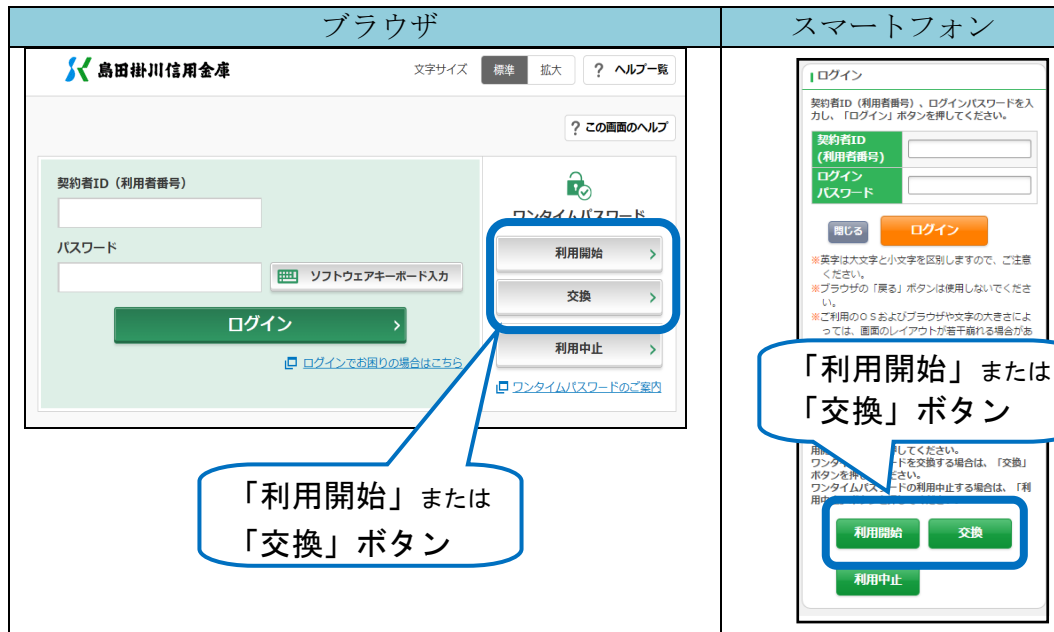 ブラウザ
島田掛川信用金庫
文字サイズ 標準 拡大 ? ヘルプ一覧
? この画面のヘルプ
契約者ID（利用者番号）
パスワード
ソフトウェアキーボード入力
ログイン
ログインでお困りの場合はこちら
ワンタイムパスワード
利用開始
交換
利用中止
ワンタイムパスワードのご案内
「利用開始」または
「交換」ボタン
スマートフォン
ログイン
契約者ID（利用者番号）、ログインパスワードを入
力し、「ログイン」ボタンを押してください。
契約者ID
(利用者番号)
ログイン
パスワード
閉じる ログイン
※英字は大文字と小文字を区別しますので、ご注意
ください。
※ブラウザの「戻る」ボタンは使用しないでくださ
い。
※ご利用のＯＳおよびブラウザや文字の大きさによ
っては、画面のレイアウトが若干崩れる場合があ
「利用開始」または
「交換」ボタン
してください。
ードを交換する場合は、「交換」
ボタンを押 ださい。
ワンタイムパス ードの利用中止する場合は、「利
利用開始 交換
利用中止